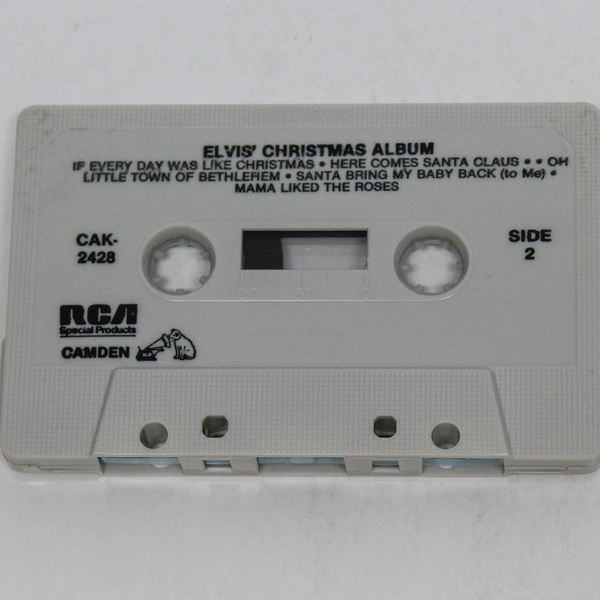 ELVIS' CHRISTMAS ALBUM
IF EVERY DAY WAS LIKE CHRISTMAS • HERE COMES SANTA CLAUS • • OH
LITTLE TOWN OF BETHLEHEM • SANTA BRING MY BABY BACK (to Me) •
MAMA LIKED THE ROSES
CAK-
2428
SIDE
2
RCA
Special Products
CAMDEN